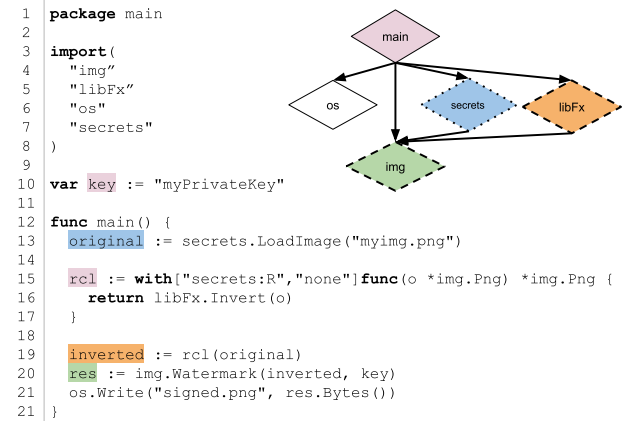 1 package main
2
3 import(
4 "img”
5 "libFx”
6 "os"
7 "secrets"
8 )
9
10 var key := "myPrivateKey"
11
12 func main() {
13 original := secrets.LoadImage("myimg.png")
14
15 rcl := with["secrets:R","none"]func(o *img.Png) *img.Png {
16 return libFx.Invert(o)
17 }
18
19 inverted := rcl(original)
20 res := img.Watermark(inverted, key)
21 os.Write("signed.png", res.Bytes())
21 }
main
os
secrets
libFx
img